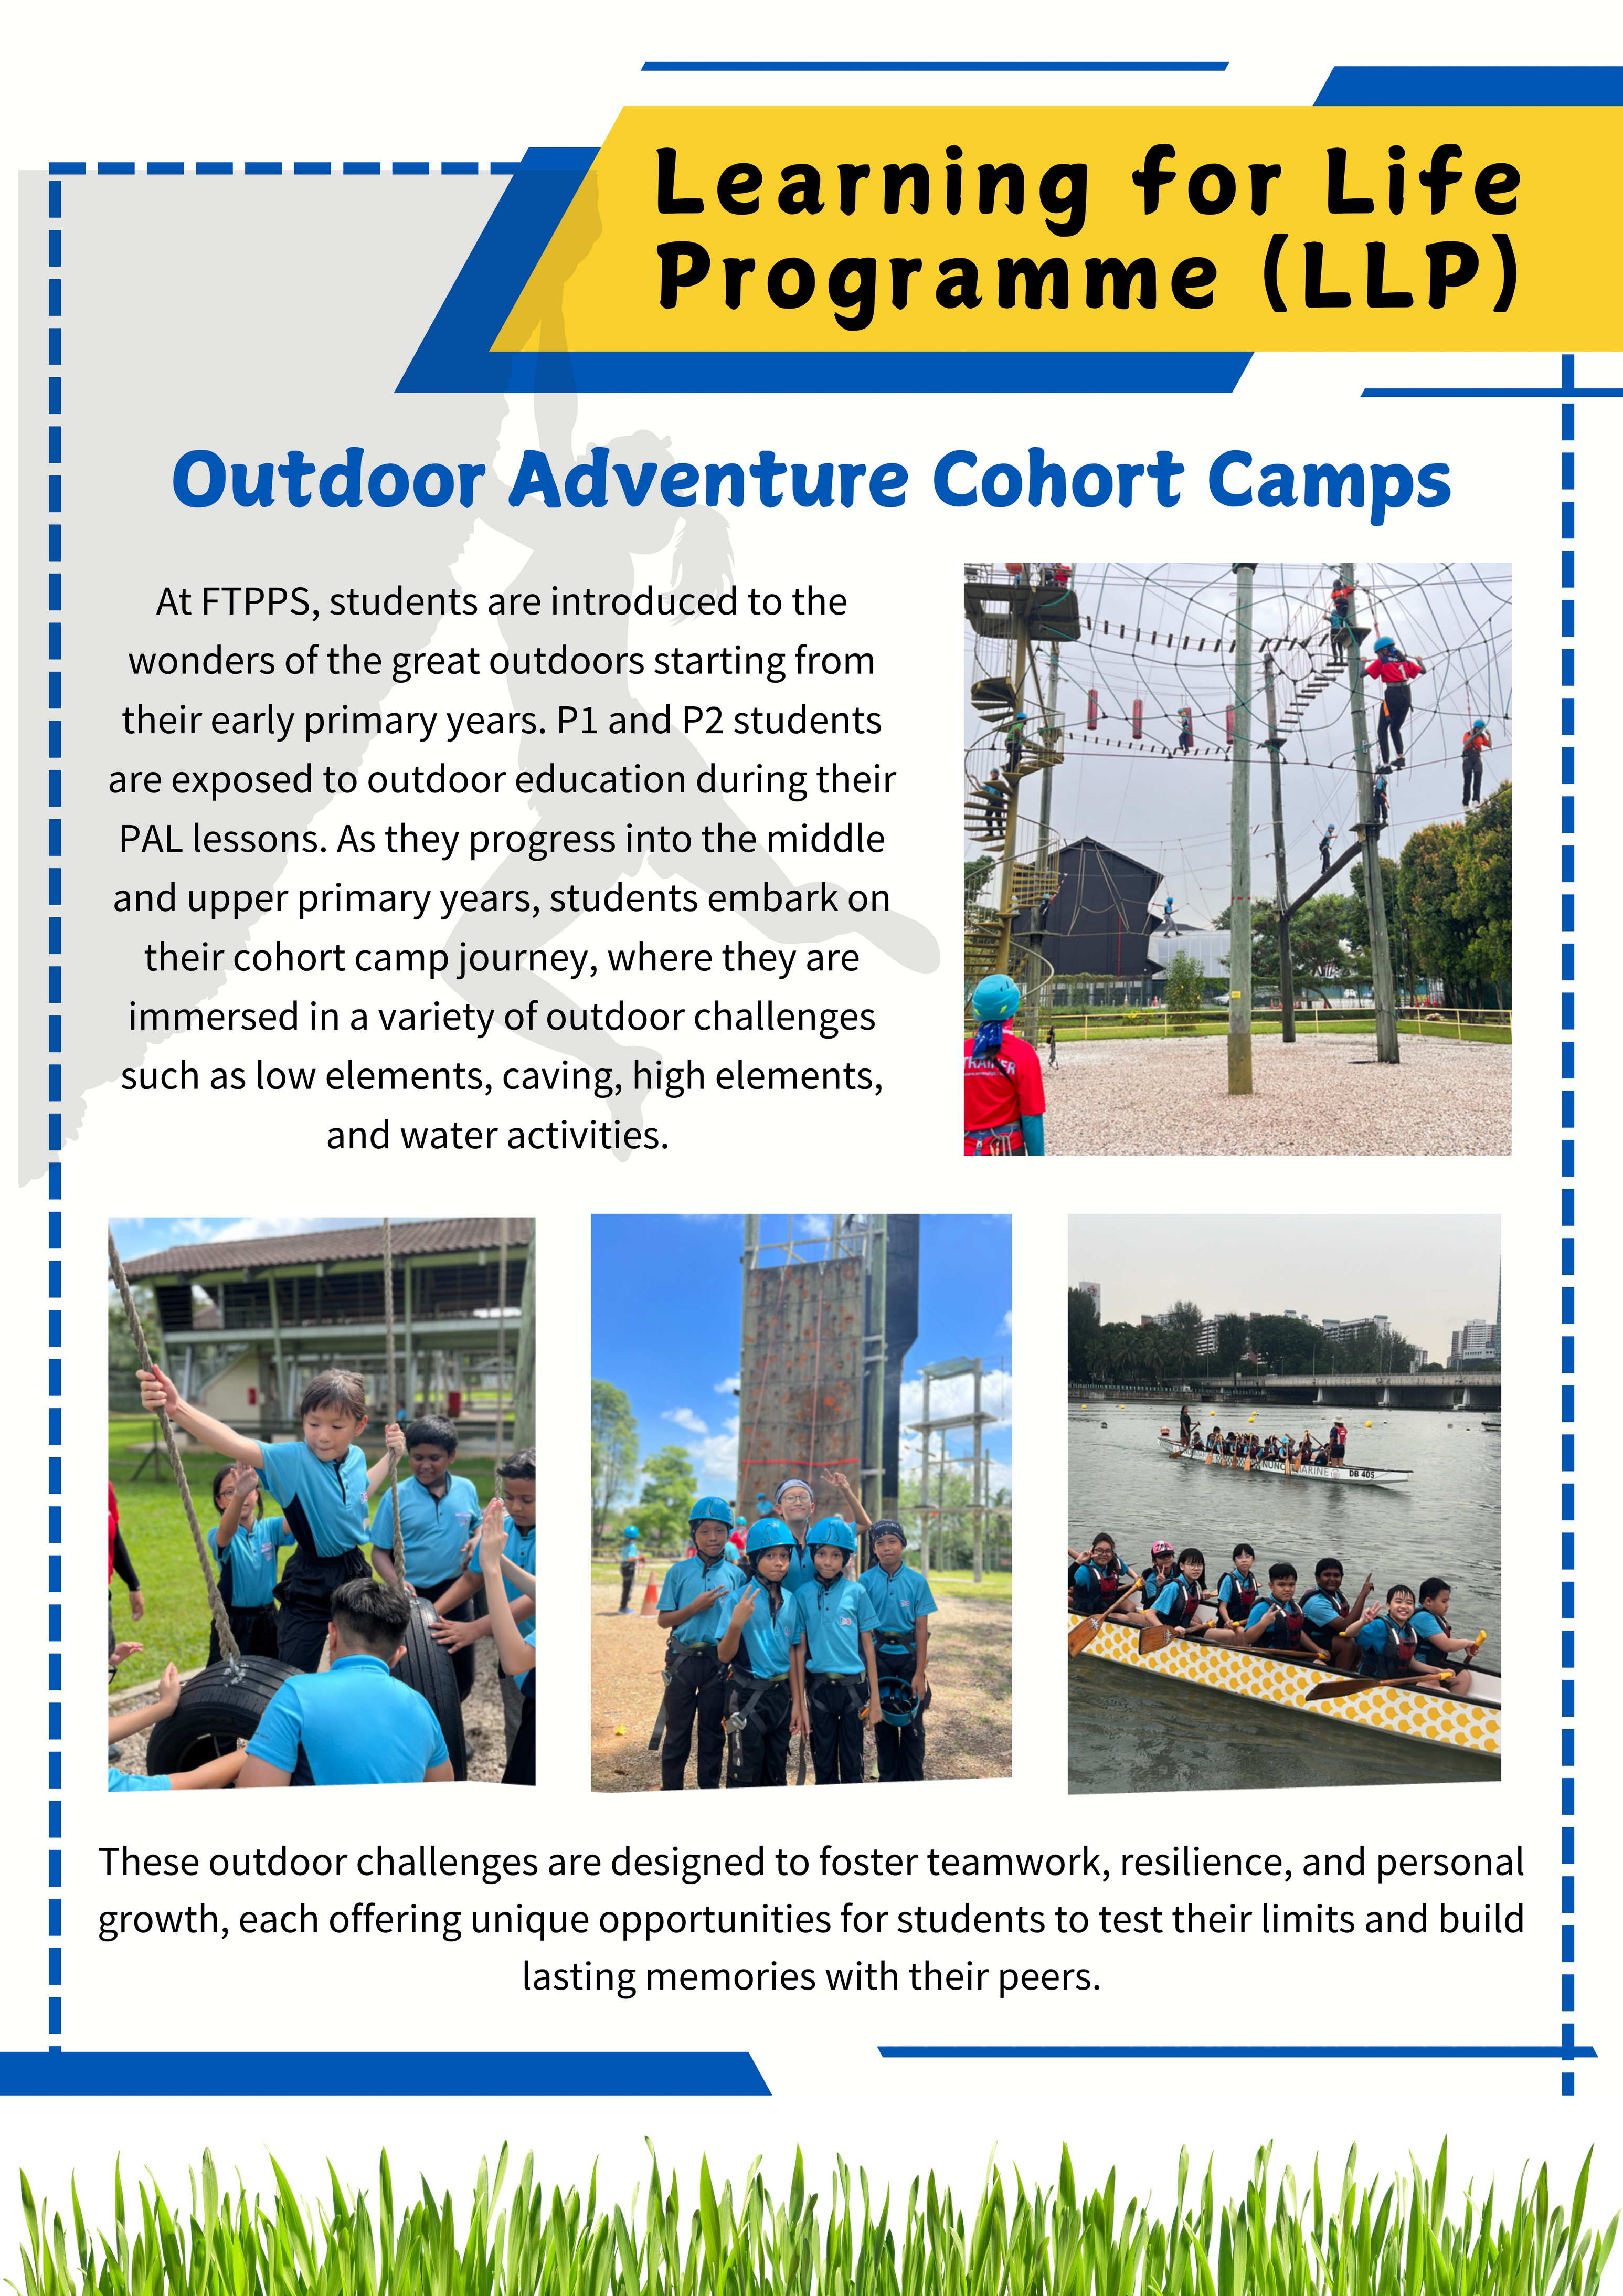 Learning for Life
Programme (LLP)
Outdoor Adventure Cohort Camps
At FTPPS, students are introduced to the
wonders of the great outdoors starting from
their early primary years. P1 and P2 students
are exposed to outdoor education during their
PAL lessons. As they progress into the middle
and upper primary years, students embark on
their cohort camp journey, where they are
immersed in a variety of outdoor challenges
such as low elements, caving, high elements,
and water activities.
1
TRAINER
MARINE
DB 405
These outdoor challenges are designed to foster teamwork, resilience, and personal
growth, each offering unique opportunities for students to test their limits and build
lasting memories with their peers.